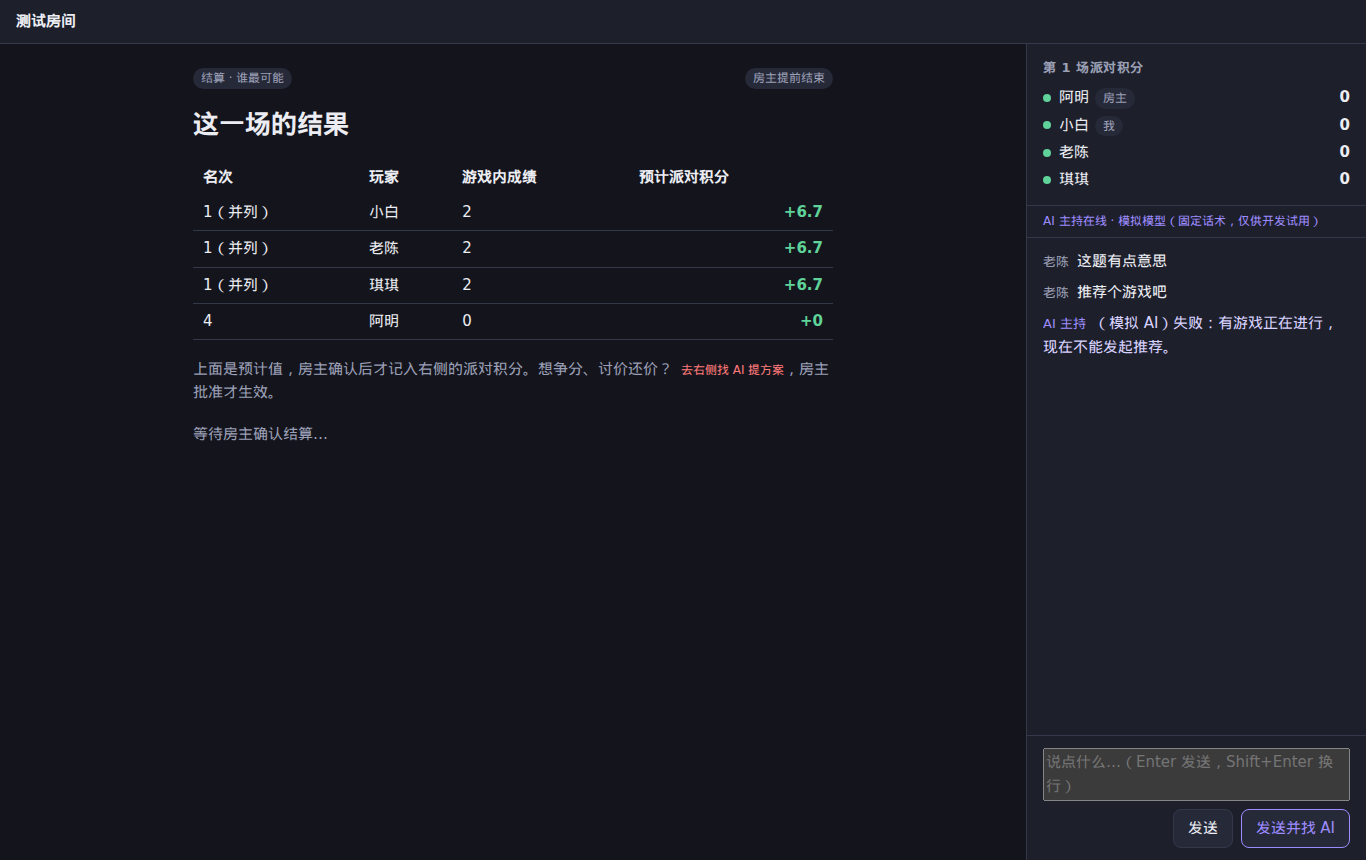 测试房间
结算 · 谁最可能
房主提前结束
这一场的结果
名次 玩家 游戏内成绩 预计派对积分
1（并列） 小白 2 +6.7
1（并列） 老陈 2 +6.7
1（并列） 琪琪 2 +6.7
4 阿明 0 +0
上面是预计值，房主确认后才记入右侧的派对积分。想争分、讨价还价？ 去右侧找 AI 提方案，房主
批准才生效。
等待房主确认结算…
第 1 场派对积分
阿明 房主 0
小白 我 0
老陈 0
琪琪 0
AI 主持在线 · 模拟模型（固定话术，仅供开发试用）
老陈 这题有点意思
老陈 推荐个游戏吧
AI 主持 （模拟 AI）失败：有游戏正在进行，
现在不能发起推荐。
说点什么…（Enter 发送，Shift+Enter 换
行）
发送 发送并找 AI